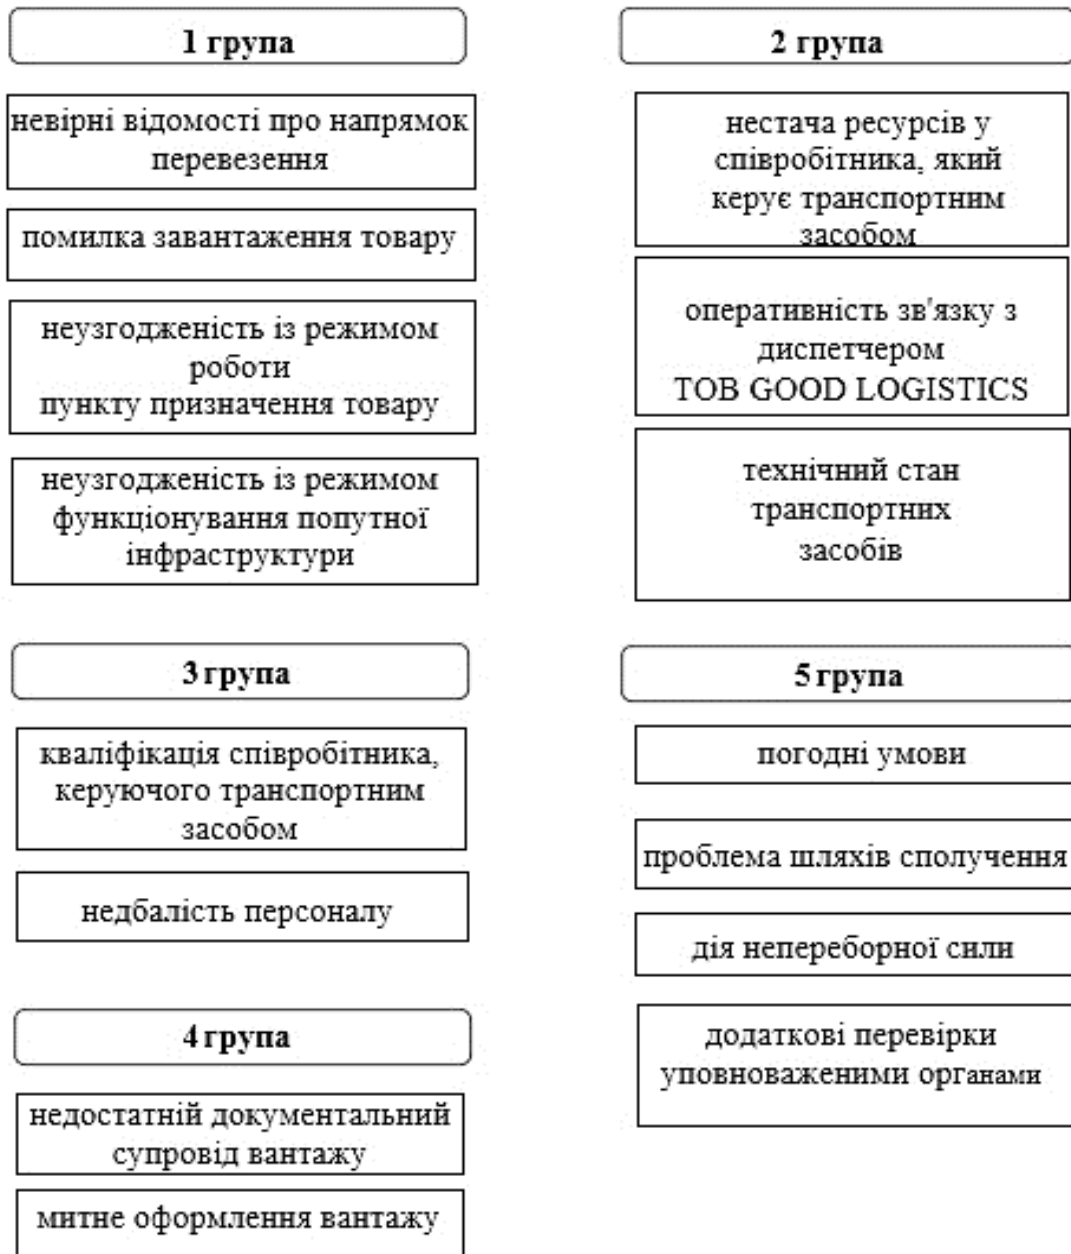 1 група
невірні відомості про напрямок
перевезення
помилка завантаження товару
неузгодженість із режимом
роботи
пункту призначення товару
неузгодженість із режимом
функціонування попутної
інфраструктури
2 група
нестача ресурсів у
співробітника, який
керує транспортним
засобом
оперативність зв'язку з
диспетчером
ТОВ GOOD LOGISTICS
технічний стан
транспортних
засобів
3 група
кваліфікація співробітника,
керуючого транспортним
засобом
недбалість персоналу
4 група
недостатній документальний
супровід вантажу
митне оформлення вантажу
5 група
погодні умови
проблема шляхів сполучення
дія непереборної сили
додаткові перевірки
уповноваженими органами